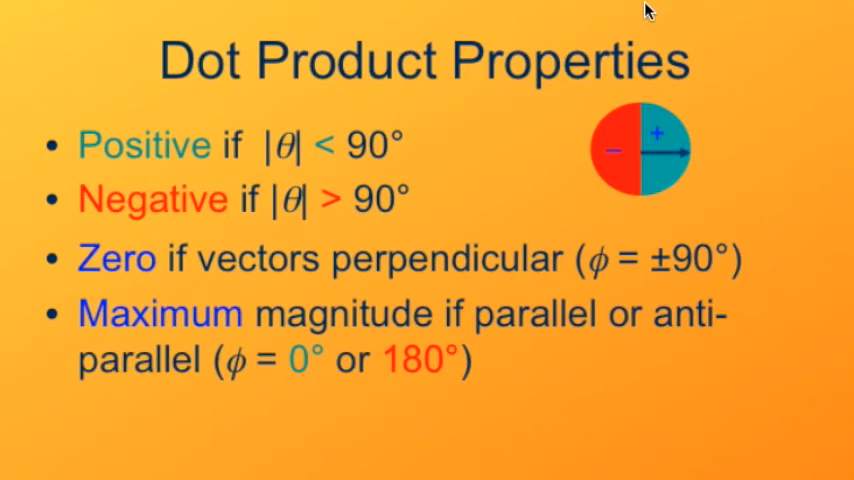 Dot Product Properties
• Positive if |θ| < 90°
• Negative if |θ| > 90°
• Zero if vectors perpendicular (ϕ = ±90°)
• Maximum magnitude if parallel or anti-
parallel (ϕ = 0° or 180°)
− +